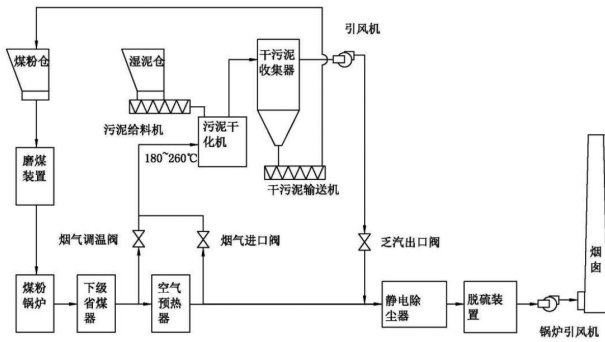 引风机
煤粉仓
湿泥仓
干污泥
收集器
污泥给料机
污泥干
化机
180~260℃
磨煤
装置
干污泥输送机
烟气调温阀
烟气进口阀
乏汽出口阀
烟
囱
煤粉
锅炉
下级
省煤
器
空气
预热
器
静电除
尘器
脱硫装
置
锅炉引风机